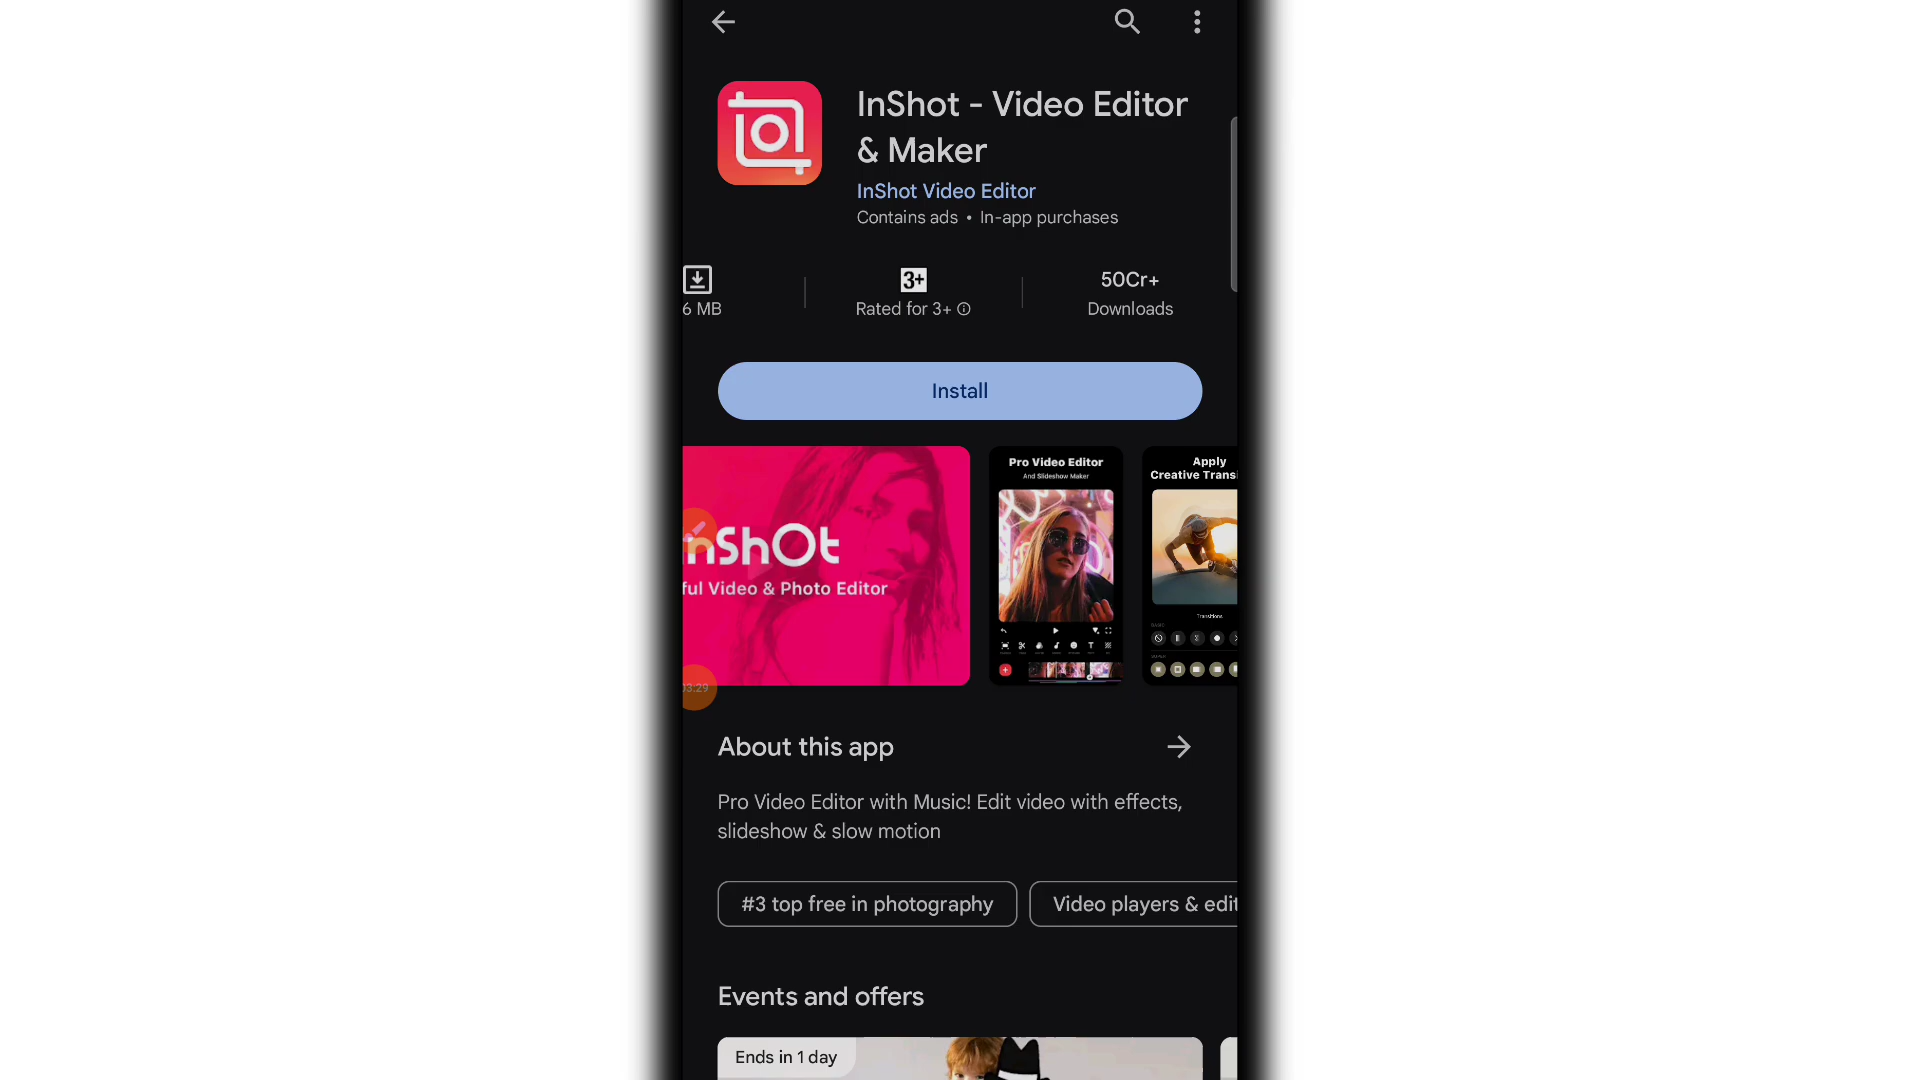 InShot - Video Editor
& Maker
InShot Video Editor
Contains ads • In-app purchases
3+
50Cr+
6 MB
Rated for 3+
Downloads
Install
nShOt
ful Video & Photo Editor
Pro Video Editor
And Slideshow Maker
Apply
Creative Trans
Transitions
03:29
About this app
Pro Video Editor with Music! Edit video with effects,
slideshow & slow motion
#3 top free in photography
Video players & edit
Events and offers
Ends in 1 day